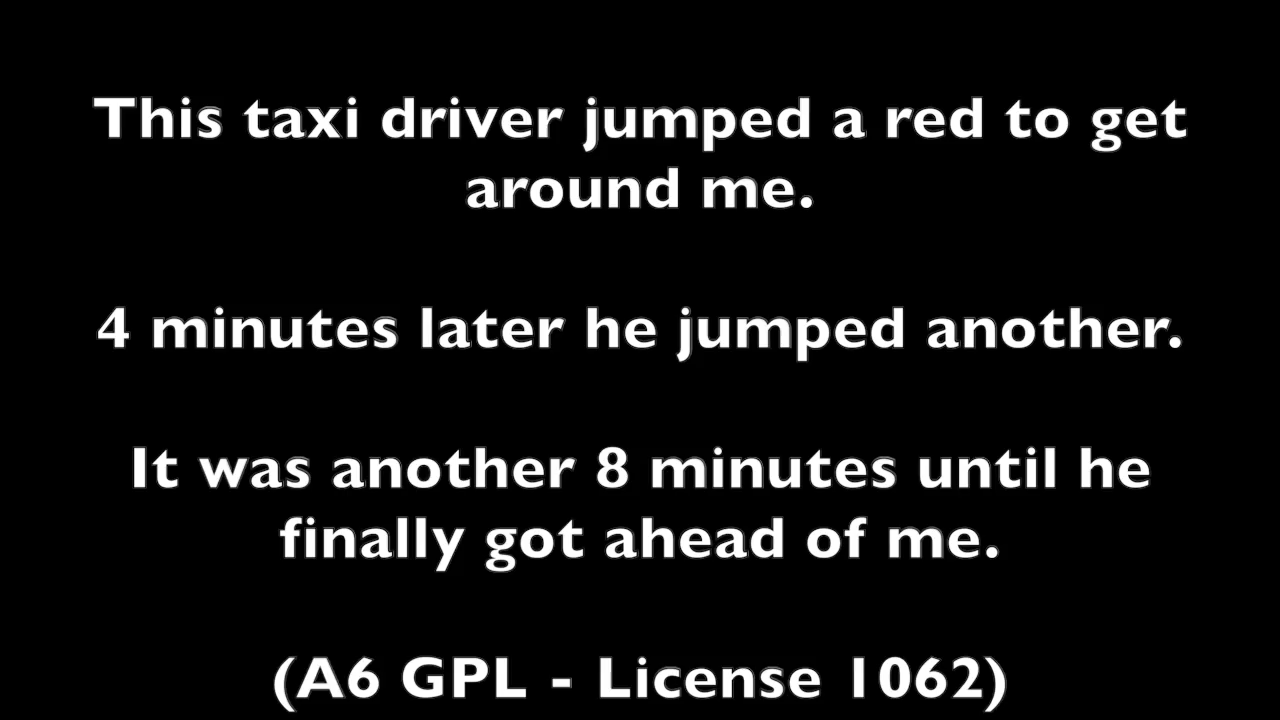 This taxi driver jumped a red to get
around me.
4 minutes later he jumped another.
It was another 8 minutes until he
finally got ahead of me.
(A6 GPL - License 1062)